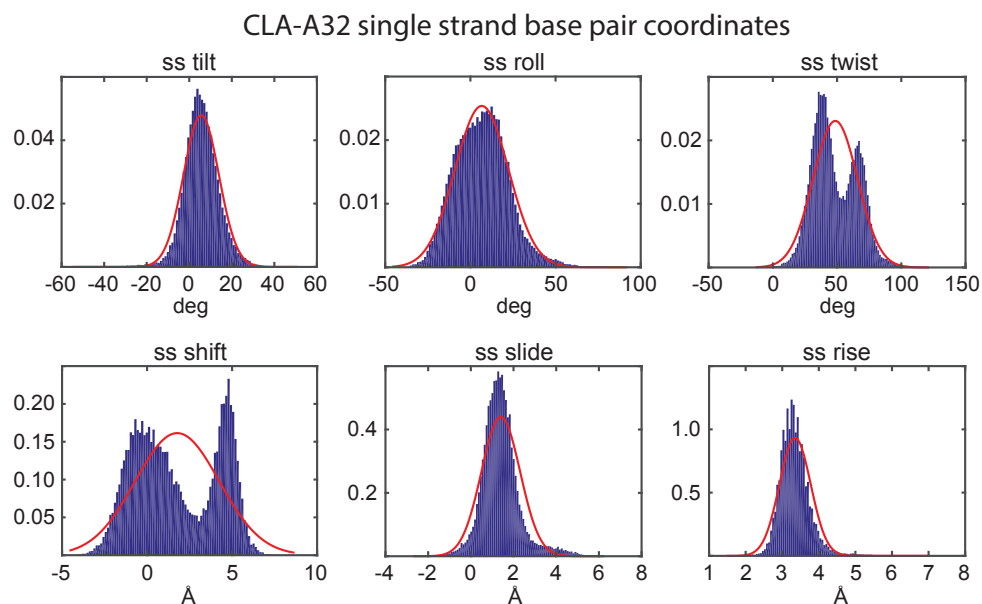 CLA-A32 single strand base pair coordinates
ss tilt
ss roll
ss twist
0.04
0.02
-60 -40 -20 0 20 40 60
deg
0.02
0.01
-50 0 50 100
deg
0.02
0.01
-50 0 50 100 150
deg
ss shift
ss slide
ss rise
0.20
0.15
0.10
0.05
-5 0 5 10
Å
0.4
0.2
-4 -2 0 2 4 6 8
Å
1.0
0.5
1 2 3 4 5 6 7 8
Å